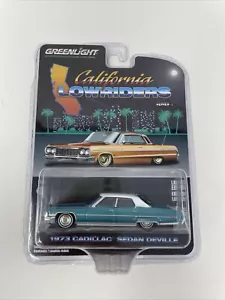 GREENLIGHT
California
LOWRIDERS
1973 CADILLAC SEDAN DEVILLE